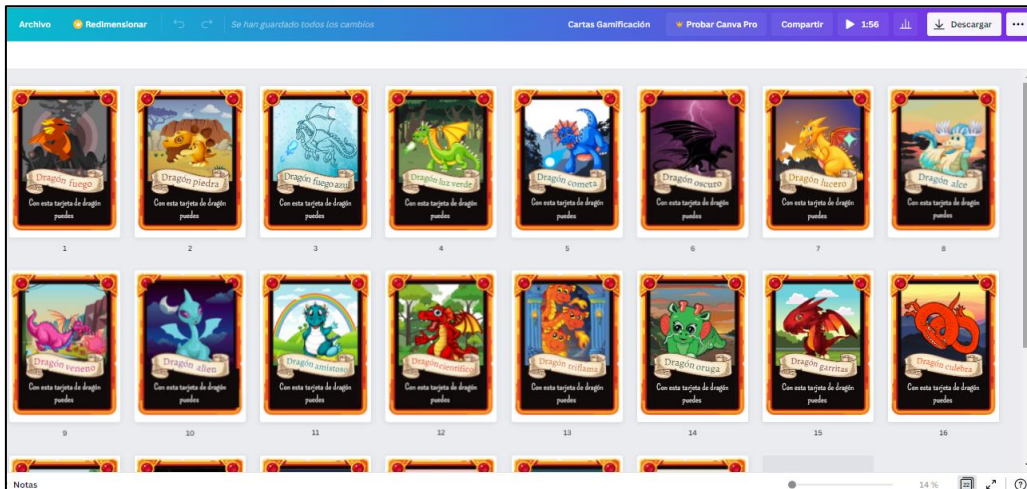 Archivo
Redimensionar
Se han guardado todos los cambios
Cartas Gamificación
Probar Canva Pro
Compartir
1:56
Descargar
Dragón fuego
Con esta tarjeta de dragón
puedes
1
Dragón piedra
Con esta tarjeta de dragón
puedes
2
Dragón fuego azul
Con esta tarjeta de dragón
puedes
3
Dragón luz verde
Con esta tarjeta de dragón
puedes
4
Dragón cometa
Con esta tarjeta de dragón
puedes
5
Dragón oscuro
Con esta tarjeta de dragón
puedes
6
Dragón lucero
Con esta tarjeta de dragón
puedes
7
Dragón alce
Con esta tarjeta de dragón
puedes
8
Dragón veneno
Con esta tarjeta de dragón
puedes
9
Dragón alien
Con esta tarjeta de dragón
puedes
10
Dragón amistoso
Con esta tarjeta de dragón
puedes
11
Dragón científico
Con esta tarjeta de dragón
puedes
12
Dragón triflama
Con esta tarjeta de dragón
puedes
13
Dragón oruga
Con esta tarjeta de dragón
puedes
14
Dragón garritas
Con esta tarjeta de dragón
puedes
15
Dragón culebra
Con esta tarjeta de dragón
puedes
16
Notas
14 %